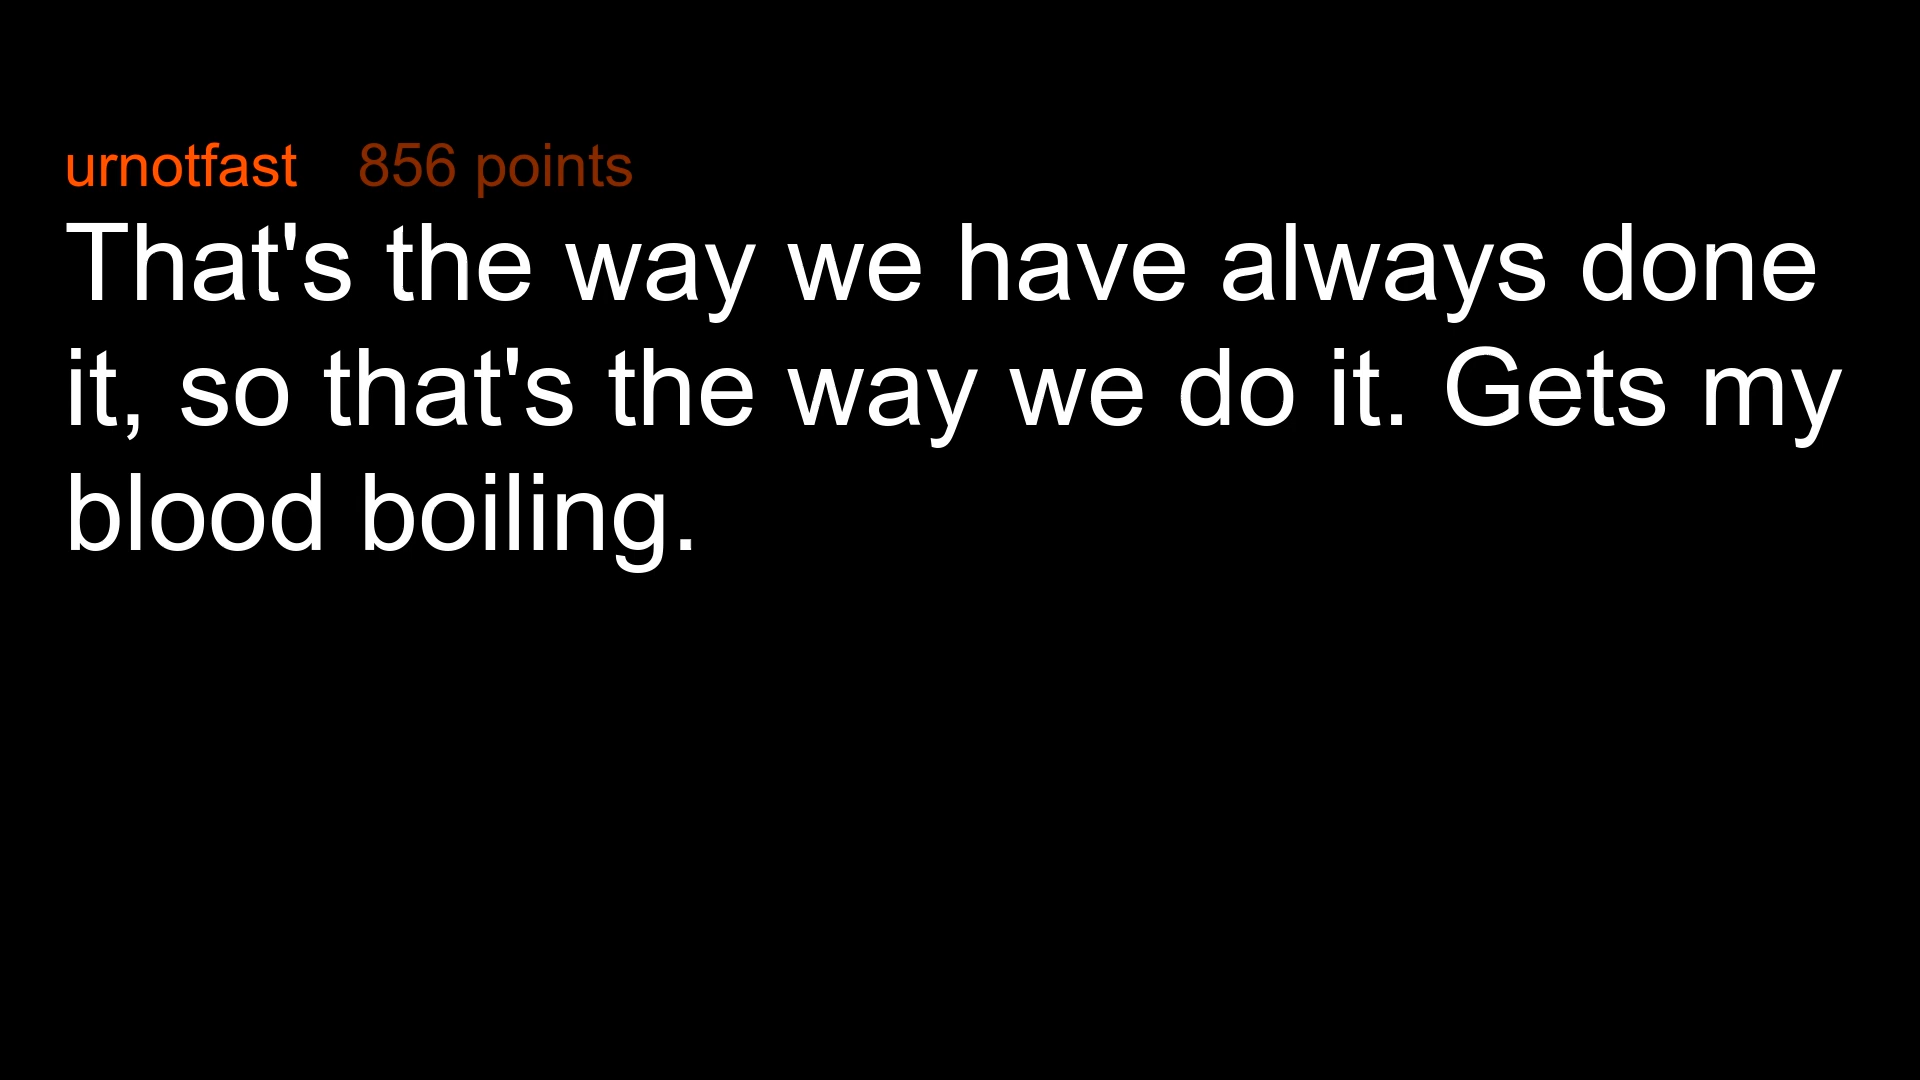 urnotfast 856 points
That's the way we have always done
it, so that's the way we do it. Gets my
blood boiling.